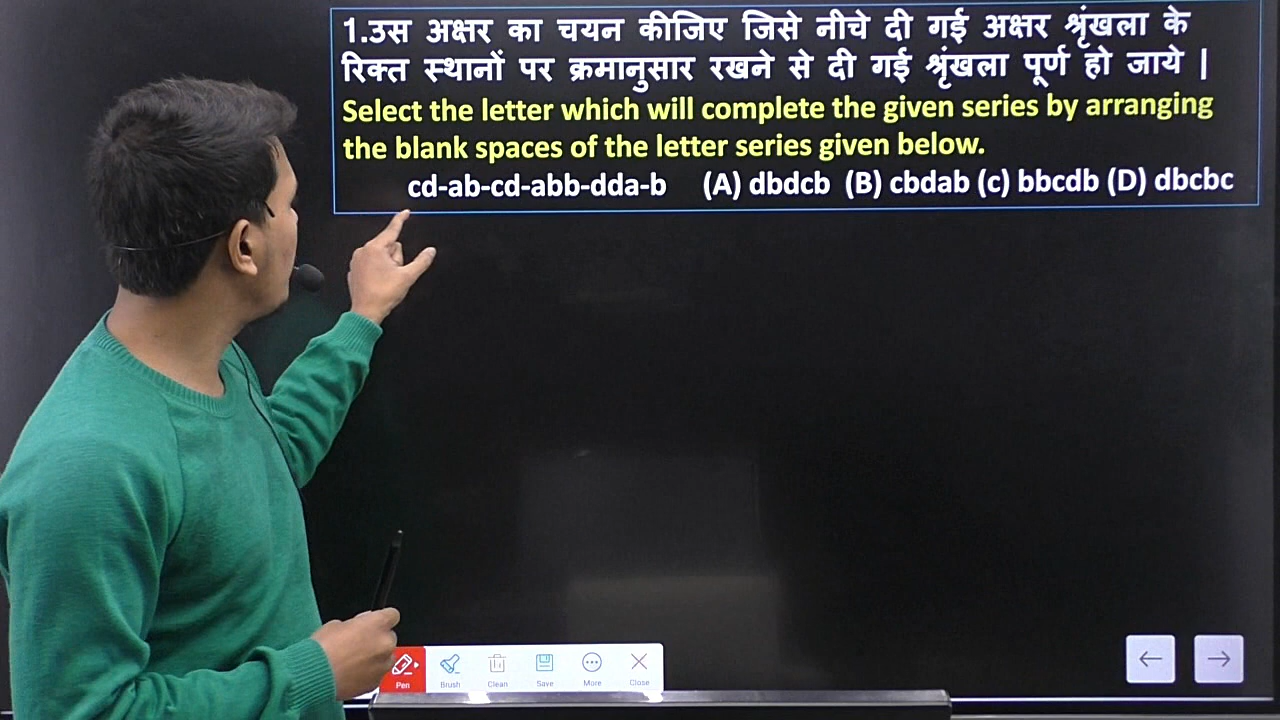 1.उस अक्षर का चयन कीजिए जिसे नीचे दी गई अक्षर श्रृंखला के
रिक्त स्थानों पर क्रमानुसार रखने से दी गई श्रृंखला पूर्ण हो जाये |
Select the letter which will complete the given series by arranging
the blank spaces of the letter series given below.
cd-ab-cd-abb-dda-b (A) dbdcb (B) cbdab (c) bbcdb (D) dbcbc
Pen Brush Clean Save More Close